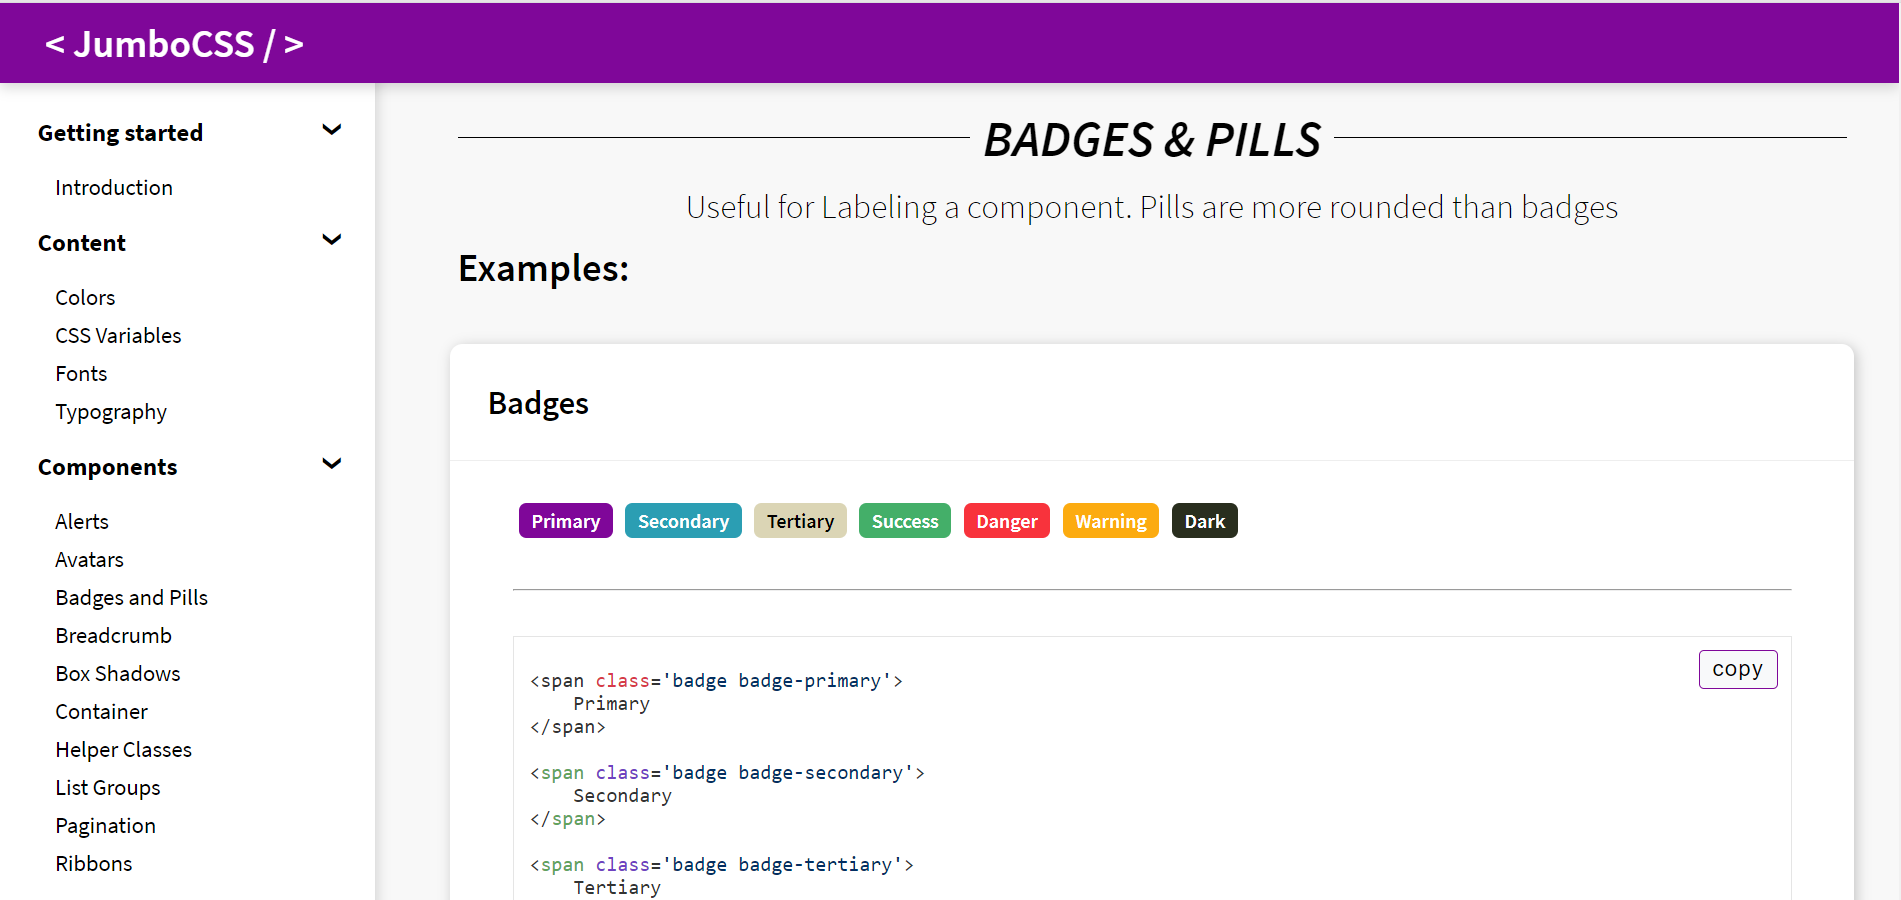 < JumboCSS / >
Getting started
Introduction
Content
Colors
CSS Variables
Fonts
Typography
Components
Alerts
Avatars
Badges and Pills
Breadcrumb
Box Shadows
Container
Helper Classes
List Groups
Pagination
Ribbons
BADGES & PILLS
Useful for Labeling a component. Pills are more rounded than badges
Examples:
Badges
Primary Secondary Tertiary Success Danger Warning Dark
copy
<span class='badge badge-primary'>
    Primary
</span>
<span class='badge badge-secondary'>
    Secondary
</span>
<span class='badge badge-tertiary'>
    Tertiary